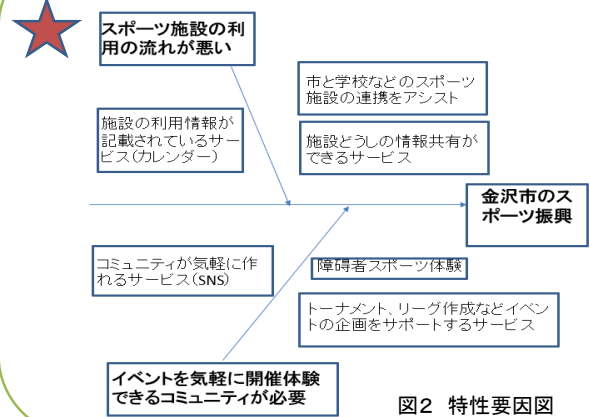 スポーツ施設の利
用の流れが悪い
市と学校などのスポーツ
施設の連携をアシスト
施設の利用情報が
記載されているサー
ビス(カレンダー)
施設どうしの情報共有が
できるサービス
金沢市のス
ポーツ振興
コミュニティが気軽に作
れるサービス(SNS)
障碍者スポーツ体験
トーナメント、リーグ作成などイベン
トの企画をサポートするサービス
イベントを気軽に開催体験
できるコミュニティが必要
図2 特性要因図